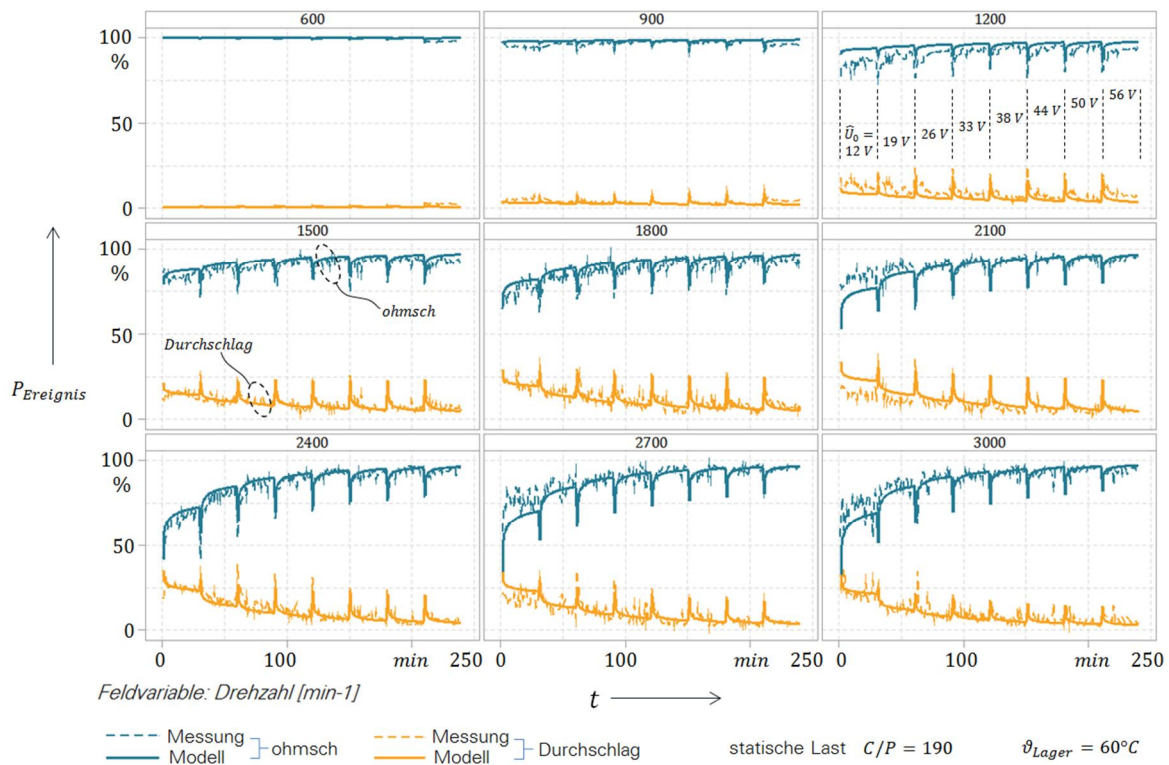 600 900 1200
100
%
50
0
Û₀ =
12 V
19 V
26 V
33 V
38 V
44 V
50 V
56 V
1500 1800 2100
100
%
50
0
ohmsch
Durchschlag
P_Ereignis
2400 2700 3000
100
%
50
0
0 100 min 250 0 100 min 250 0 100 min 250
Feldvariable: Drehzahl [min-1]
t
Messung
Modell
ohmsch
Messung
Modell
Durchschlag
statische Last C/P = 190 ϑ_Lager = 60°C